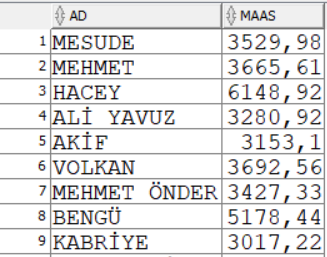 AD MAAS
1 MESUDE 3529,98
2 MEHMET 3665,61
3 HACEY 6148,92
4 ALİ YAVUZ 3280,92
5 AKİF 3153,1
6 VOLKAN 3692,56
7 MEHMET ÖNDER 3427,33
8 BENGÜ 5178,44
9 KABRİYE 3017,22